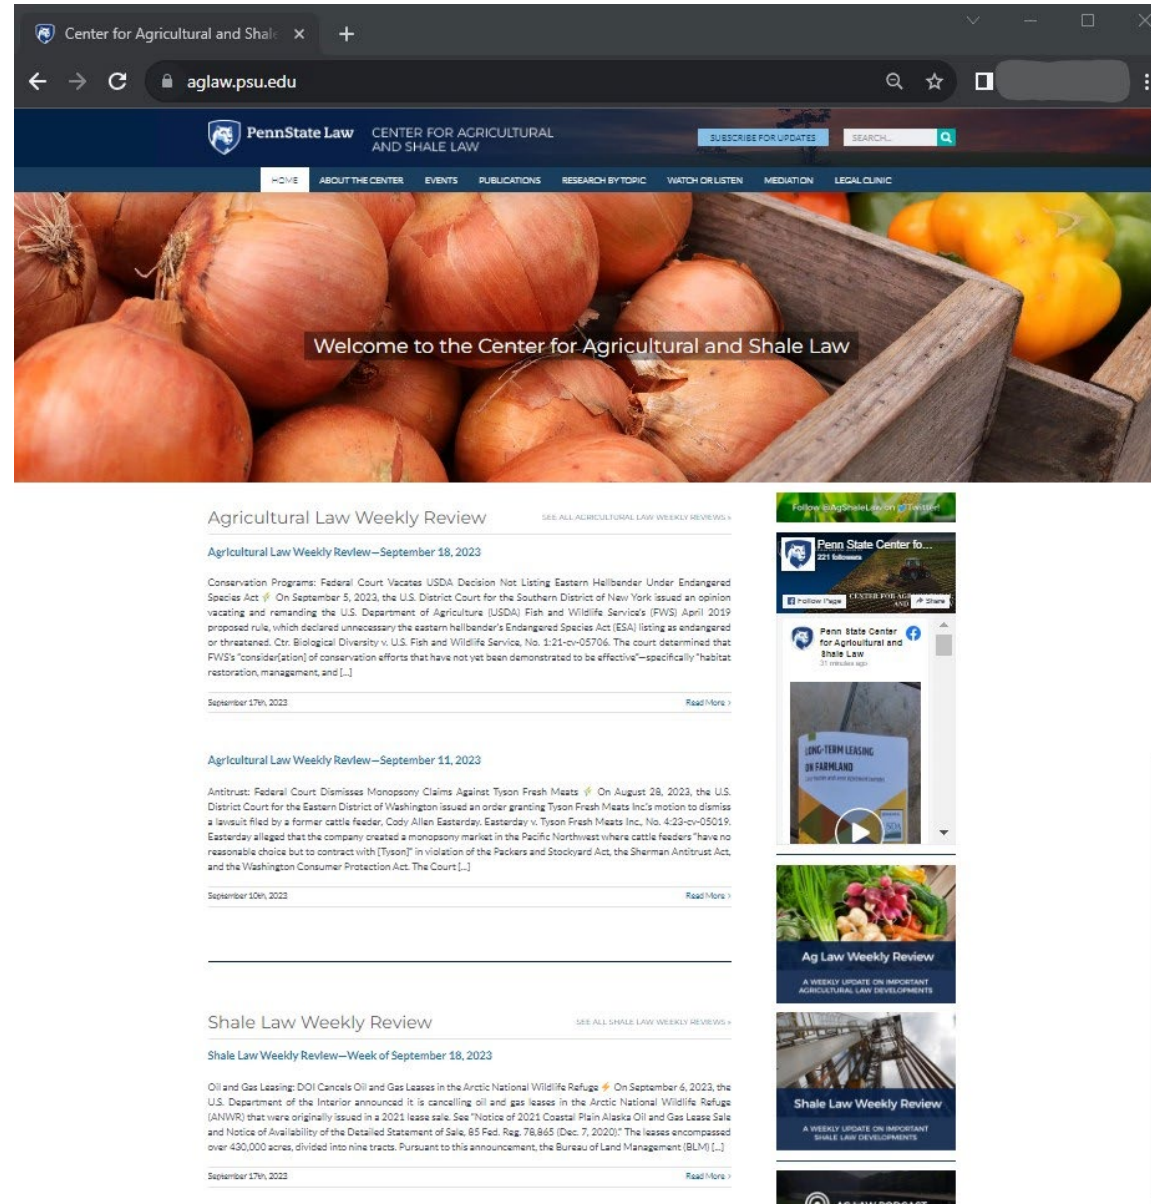 Center for Agricultural and Shale
aglaw.psu.edu
PennState Law
CENTER FOR AGRICULTURAL
AND SHALE LAW
SUBSCRIBE FOR UPDATES
SEARCH...
HOME ABOUT THE CENTER EVENTS PUBLICATIONS RESEARCH BY TOPIC WATCH OR LISTEN MEDIATION LEGAL CLINIC
Welcome to the Center for Agricultural and Shale Law
Agricultural Law Weekly Review
SEE ALL AGRICULTURAL LAW WEEKLY REVIEWS »
Agricultural Law Weekly Review—September 18, 2023
Conservation Programs: Federal Court Vacates USDA Decision Not Listing Eastern Hellbender Under Endangered
Species Act ⚡ On September 5, 2023, the U.S. District Court for the Southern District of New York issued an opinion
vacating and remanding the U.S. Department of Agriculture (USDA) Fish and Wildlife Service's (FWS) April 2019
proposed rule, which declared unnecessary the eastern hellbender's Endangered Species Act (ESA) listing as endangered
or threatened. Ctr. Biological Diversity v. U.S. Fish and Wildlife Service, No. 1:21-cv-05706. The court determined that
FWS's "consider[ation] of conservation efforts that have not yet been demonstrated to be effective"—specifically "habitat
restoration, management, and [...]
September 17th, 2023
Read More >
Agricultural Law Weekly Review—September 11, 2023
Antitrust: Federal Court Dismisses Monopsony Claims Against Tyson Fresh Meats ⚡ On August 28, 2023, the U.S.
District Court for the Eastern District of Washington issued an order granting Tyson Fresh Meats Inc.'s motion to dismiss
a lawsuit filed by a former cattle feeder, Cody Allen Easterday. Easterday v. Tyson Fresh Meats Inc., No. 4:23-cv-05019.
Easterday alleged that the company created a monopsony market in the Pacific Northwest where cattle feeders "have no
reasonable choice but to contract with [Tyson]" in violation of the Packers and Stockyard Act, the Sherman Antitrust Act,
and the Washington Consumer Protection Act. The Court [...]
September 10th, 2023
Read More >
Shale Law Weekly Review
SEE ALL SHALE LAW WEEKLY REVIEWS »
Shale Law Weekly Review—Week of September 18, 2023
Oil and Gas Leasing: DOI Cancels Oil and Gas Leases in the Arctic National Wildlife Refuge ⚡ On September 6, 2023, the
U.S. Department of the Interior announced it is cancelling oil and gas leases in the Arctic National Wildlife Refuge
(ANWR) that were originally issued in a 2021 lease sale. See "Notice of 2021 Coastal Plain Alaska Oil and Gas Lease Sale
and Notice of Availability of the Detailed Statement of Sale, 85 Fed. Reg. 78,865 (Dec. 7, 2020)." The leases encompassed
over 430,000 acres, divided into nine tracts. Pursuant to this announcement, the Bureau of Land Management (BLM) [...]
September 17th, 2023
Read More >
Follow @AgShaleLaw on Twitter!
Penn State Center fo...
221 followers
CENTER FOR AG
AND
Follow Page
Share
Penn State Center
for Agricultural and
Shale Law
31 minutes ago
LONG-TERM LEASING
ON FARMLAND
Ag Law Weekly Review
A WEEKLY UPDATE ON IMPORTANT
AGRICULTURAL LAW DEVELOPMENTS
Shale Law Weekly Review
A WEEKLY UPDATE ON IMPORTANT
SHALE LAW DEVELOPMENTS
AG LAW PODCAST